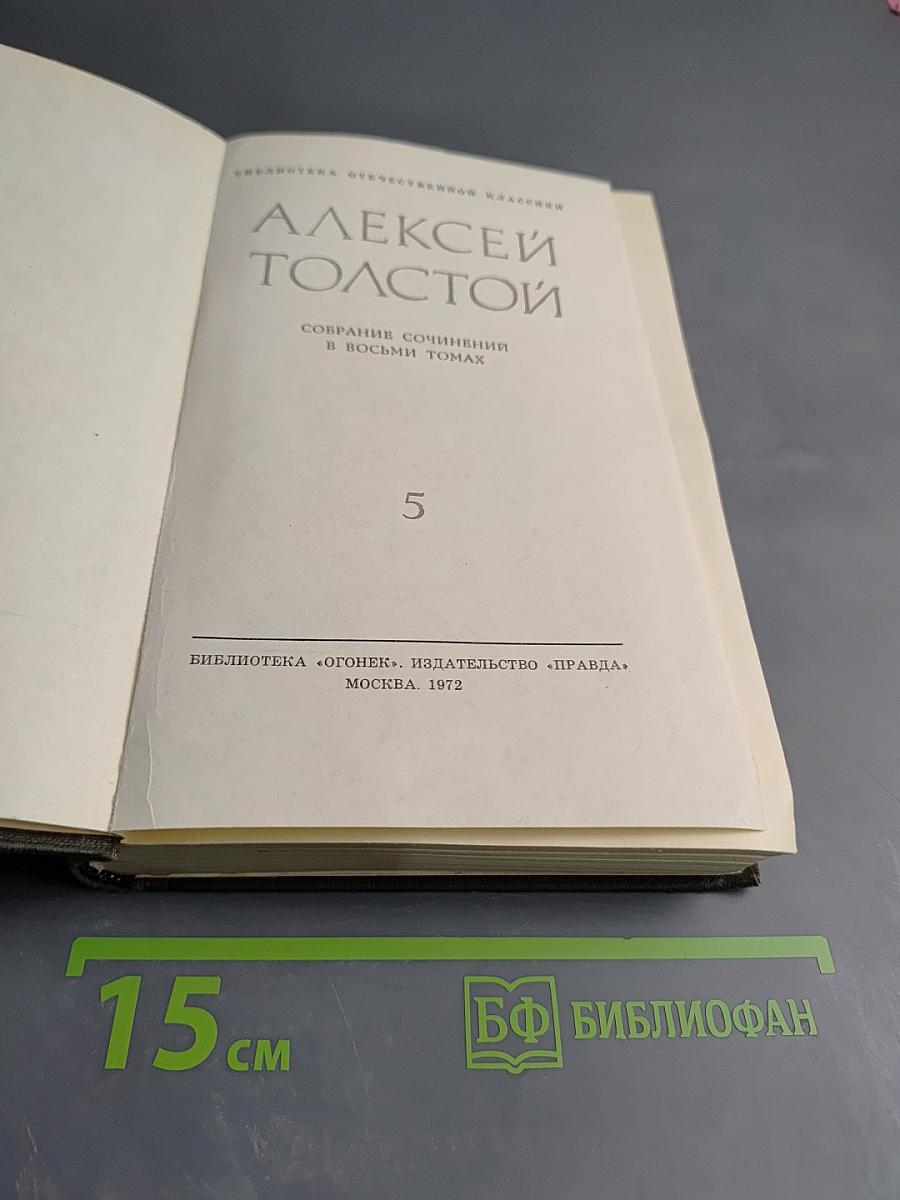 БИБЛИОТЕКА ОТЕЧЕСТВЕННОЙ КЛАССИКИ
АЛЕКСЕЙ
ТОЛСТОЙ
СОБРАНИЕ СОЧИНЕНИЙ
В ВОСЬМИ ТОМАХ
5
БИБЛИОТЕКА «ОГОНЕК». ИЗДАТЕЛЬСТВО «ПРАВДА»
МОСКВА. 1972
15 см
БФ БИБЛИОФАН